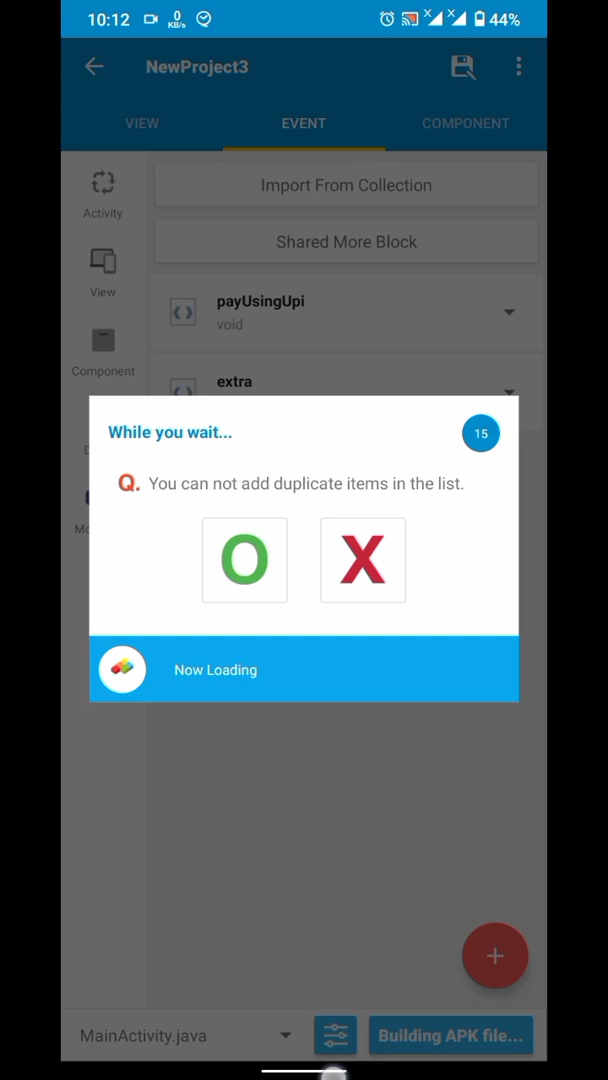 10:12 0 KB/s 44%
NewProject3
VIEW EVENT COMPONENT
Import From Collection
Activity
Shared More Block
View
payUsingUpi
void
Component
extra
While you wait... 15
Q. You can not add duplicate items in the list.
O X
Now Loading
+
MainActivity.java Building APK file...